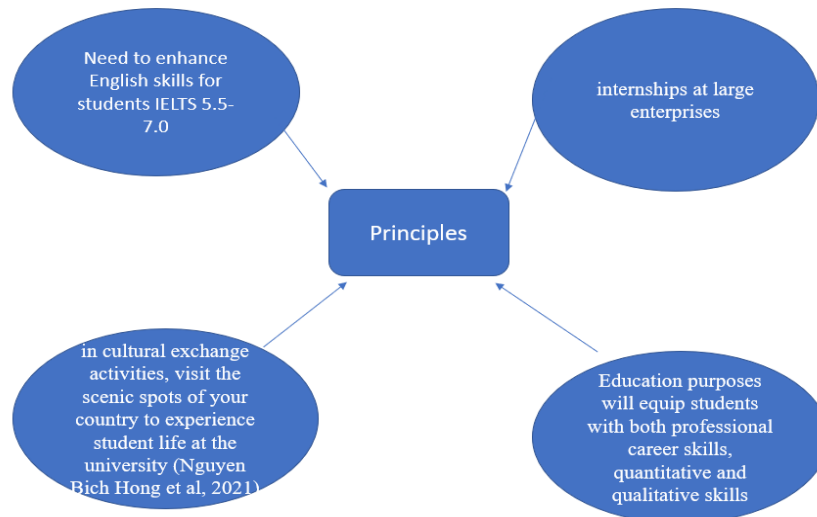 Need to enhance
English skills for
students IELTS 5.5-
7.0
internships at large
enterprises
Principles
in cultural exchange
activities, visit the
scenic spots of your
country to experience
student life at the
university (Nguyen
Bich Hong et al, 2021)
Education purposes
will equip students
with both professional
career skills,
quantitative and
qualitative skills